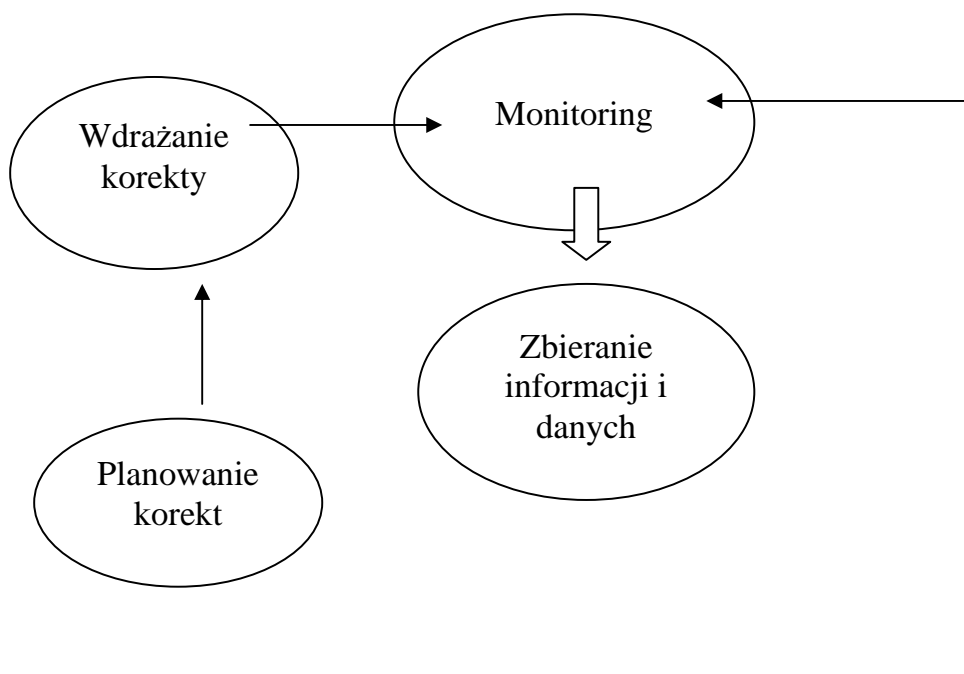 Wdrażanie
korekty
Monitoring
Zbieranie
informacji i
danych
Planowanie
korekt